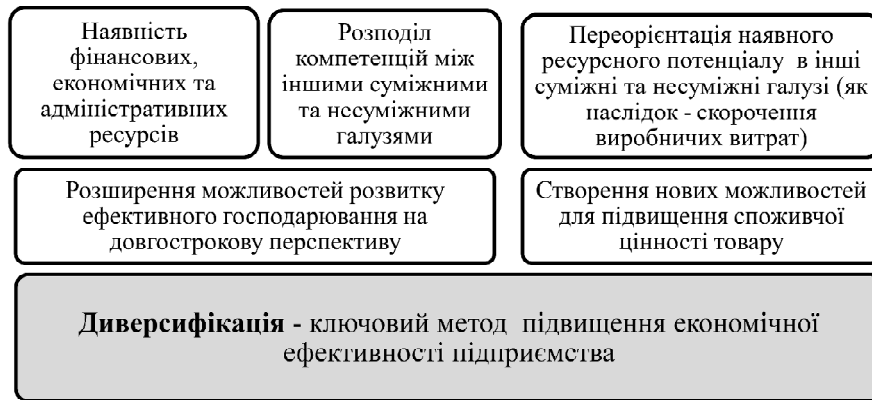 Наявність
фінансових,
економічних та
адміністративних
ресурсів
Розподіл
компетенцій між
іншими суміжними
та несуміжними
галузями
Переорієнтація наявного
ресурсного потенціалу в інші
суміжні та несуміжні галузі (як
наслідок - скорочення
виробничих витрат)
Розширення можливостей розвитку
ефективного господарювання на
довгострокову перспективу
Створення нових можливостей
для підвищення споживчої
цінності товару
Диверсифікація - ключовий метод підвищення економічної
ефективності підприємства